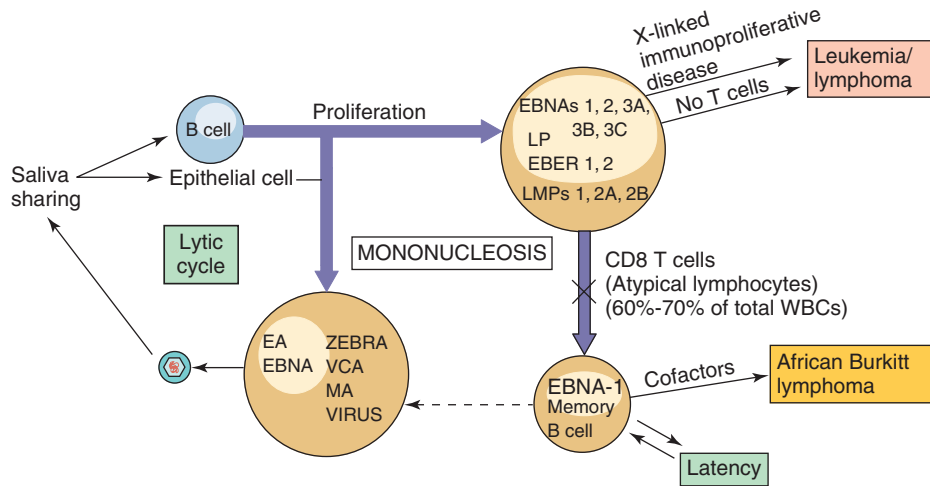 X-linked
immunoproliferative
disease
No T cells
Leukemia/
lymphoma
Proliferation
B cell
EBNAs 1, 2, 3A,
3B, 3C
LP
EBER 1, 2
LMPs 1, 2A, 2B
Saliva
sharing
Epithelial cell
Lytic
cycle
MONONUCLEOSIS
CD8 T cells
(Atypical lymphocytes)
(60%-70% of total WBCs)
EA
EBNA
ZEBRA
VCA
MA
VIRUS
EBNA-1
Memory
B cell
Cofactors
African Burkitt
lymphoma
Latency